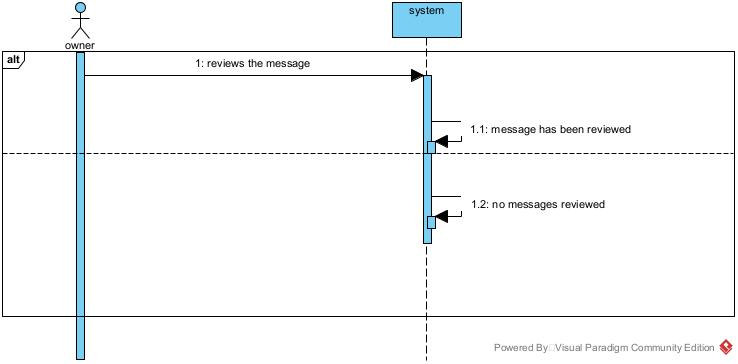 system
owner
alt
1: reviews the message
1.1: message has been reviewed
1.2: no messages reviewed
Powered By Visual Paradigm Community Edition